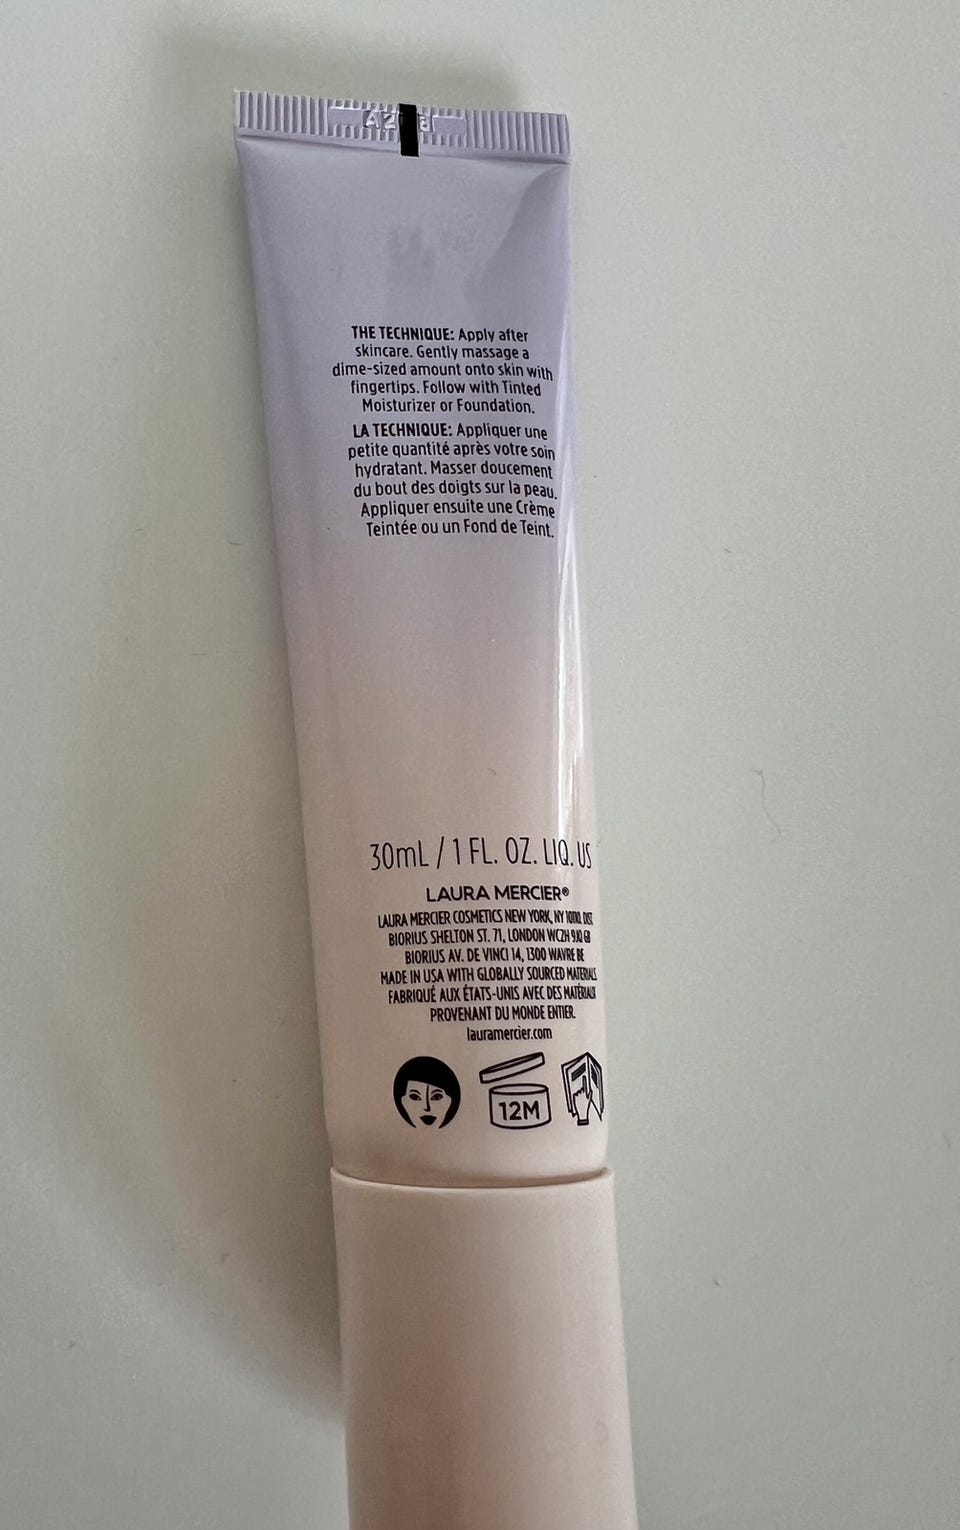 THE TECHNIQUE: Apply after
skincare. Gently massage a
dime-sized amount onto skin with
fingertips. Follow with Tinted
Moisturizer or Foundation.
LA TECHNIQUE: Appliquer une
petite quantité après votre soin
hydratant. Masser doucement
du bout des doigts sur la peau.
Appliquer ensuite une Crème
Teintée ou un Fond de Teint.
30mL / 1 FL. OZ. LIQ. US
LAURA MERCIER®
LAURA MERCIER COSMETICS NEW YORK, NY DIST.
BIORIUS SHELTON ST. 71, LONDON WC2H 9JQ GB
BIORIUS AV. DE VINCI 14, 1300 WAVRE BE
MADE IN USA WITH GLOBALLY SOURCED MATERIALS
FABRIQUÉ AUX ÉTATS-UNIS AVEC DES MATÉRIAUX
PROVENANT DU MONDE ENTIER.
lauramercier.com
12M